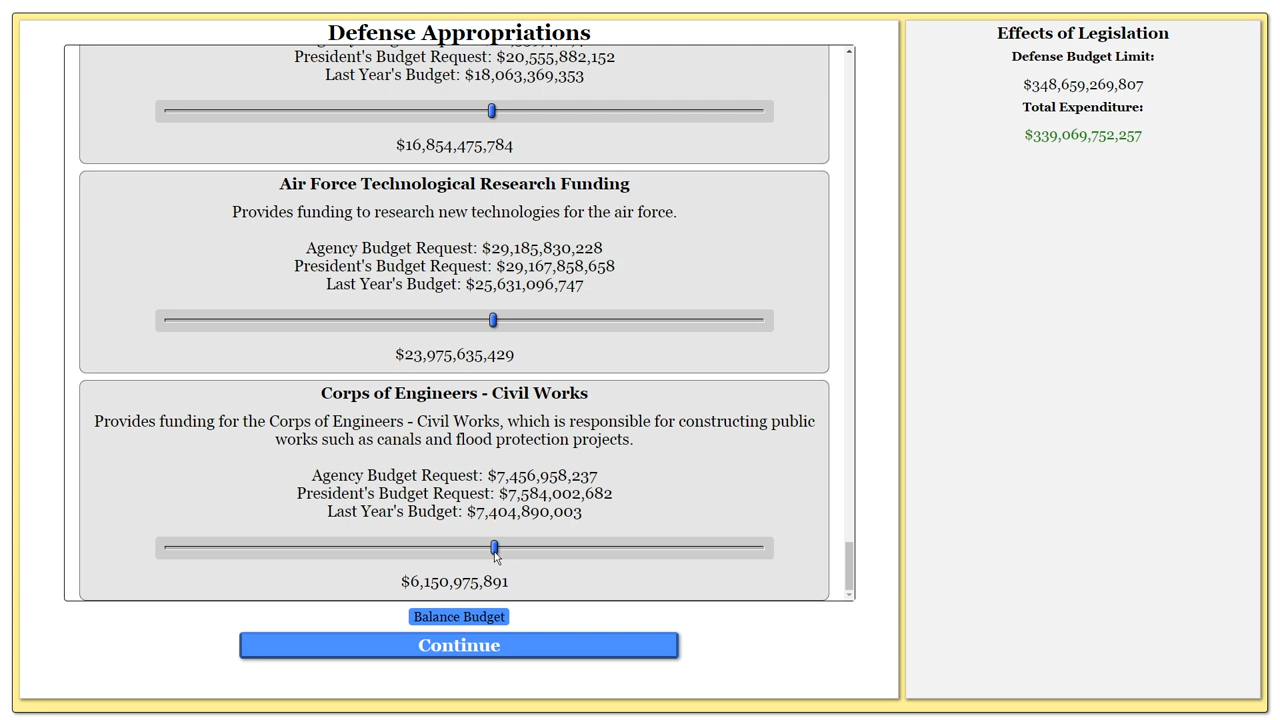 Defense Appropriations
President's Budget Request: $20,555,882,152
Last Year's Budget: $18,063,369,353
$16,854,475,784
Air Force Technological Research Funding
Provides funding to research new technologies for the air force.
Agency Budget Request: $29,185,830,228
President's Budget Request: $29,167,858,658
Last Year's Budget: $25,631,096,747
$23,975,635,429
Corps of Engineers - Civil Works
Provides funding for the Corps of Engineers - Civil Works, which is responsible for constructing public
works such as canals and flood protection projects.
Agency Budget Request: $7,456,958,237
President's Budget Request: $7,584,002,682
Last Year's Budget: $7,404,890,003
$6,150,975,891
Balance Budget
Continue
Effects of Legislation
Defense Budget Limit:
$348,659,269,807
Total Expenditure:
$339,069,752,257